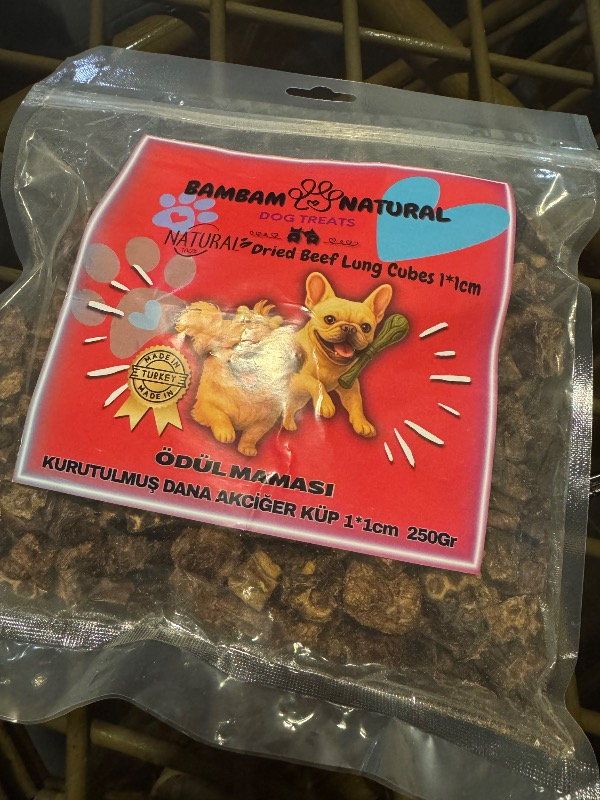 BAMBAM NATURAL
DOG TREATS
NATURAL
Dried Beef Lung Cubes 1*1cm
MADE IN
TURKEY
MADE IN
ÖDÜL MAMASI
KURUTULMUŞ DANA AKCİĞER KÜP 1*1cm 250Gr